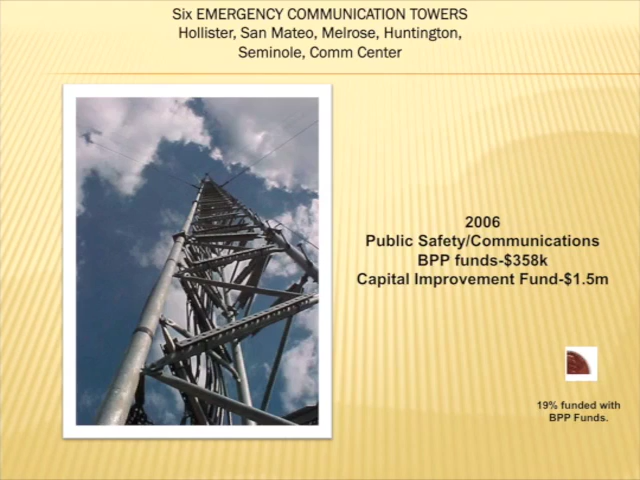 Six EMERGENCY COMMUNICATION TOWERS
Hollister, San Mateo, Melrose, Huntington,
Seminole, Comm Center
2006
Public Safety/Communications
BPP funds-$358k
Capital Improvement Fund-$1.5m
19% funded with
BPP Funds.